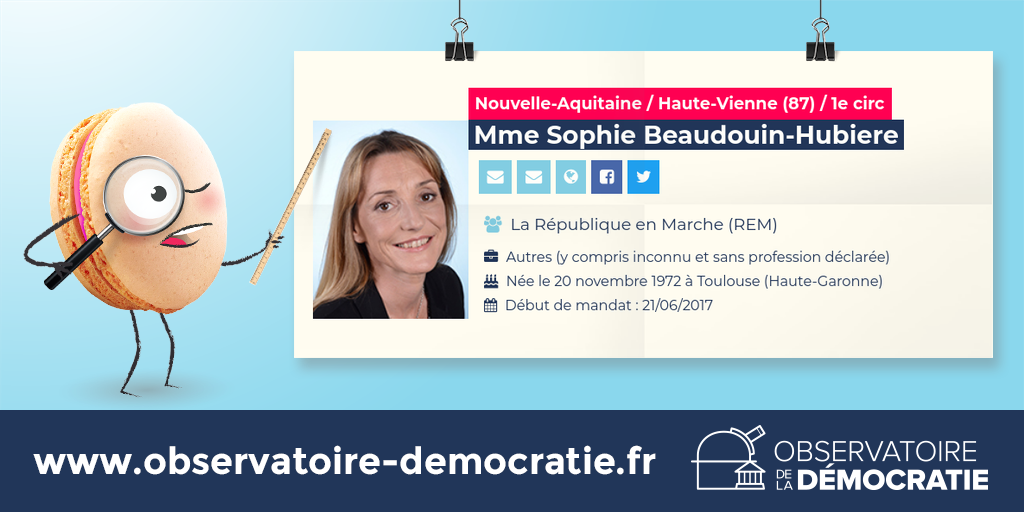 Nouvelle-Aquitaine / Haute-Vienne (87) / 1e circ
Mme Sophie Beaudouin-Hubiere
La République en Marche (REM)
Autres (y compris inconnu et sans profession déclarée)
Née le 20 novembre 1972 à Toulouse (Haute-Garonne)
Début de mandat : 21/06/2017
www.observatoire-democratie.fr
OBSERVATOIRE
DE LA DÉMOCRATIE